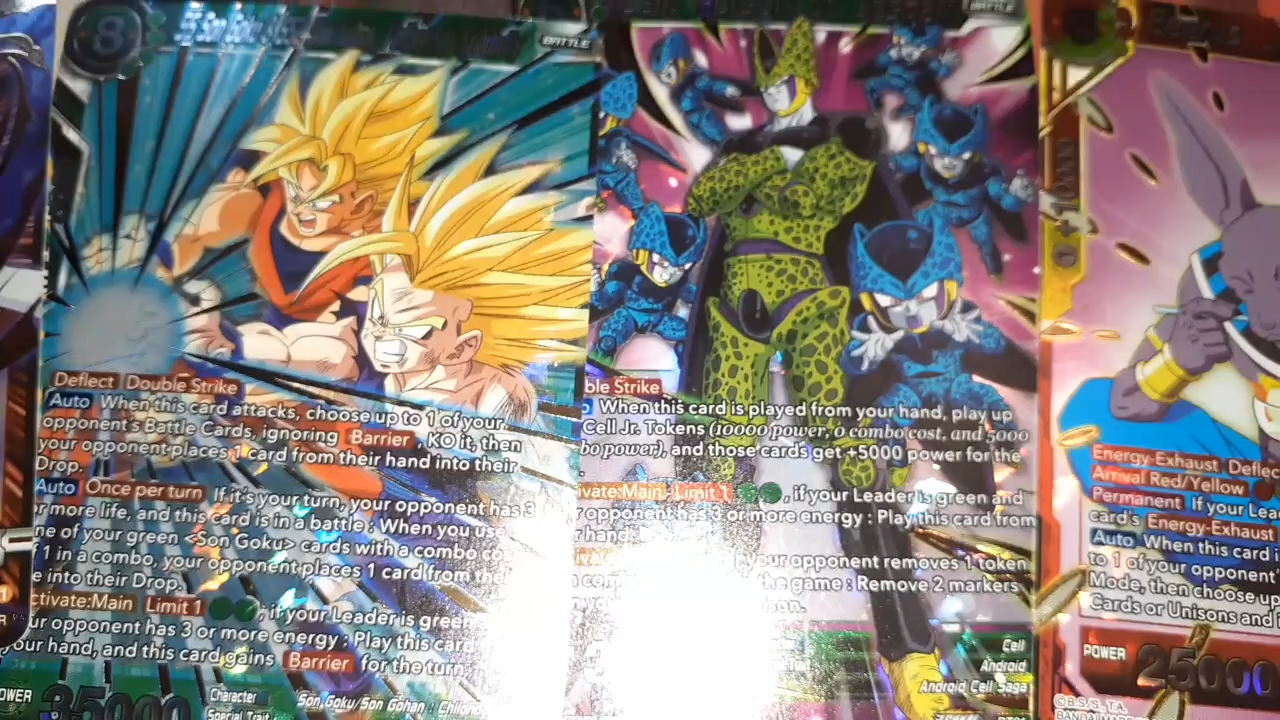 8
SS Son Goku &
BATTLE
Deflect Double Strike
Auto When this card attacks, choose up to 1 of your
opponent's Battle Cards, ignoring Barrier, KO it, then
your opponent places 1 card from their hand into their
Drop.
Auto Once per turn If it's your turn, your opponent has 3
r more life, and this card is in a battle : When you use
ne of your green <Son Goku> cards with a combo co
f 1 in a combo, your opponent places 1 card from the
e into their Drop.
ctivate:Main Limit 1 , if your Leader is green
ur opponent has 3 or more energy : Play this card
your hand, and this card gains Barrier for the turn
POWER 35000
Character
Special Trait
Son Goku/Son Gohan : Childho
BATTLE
ble Strike
When this card is played from your hand, play up
Cell Jr. Tokens (10000 power, 0 combo cost, and 5000
bo power), and those cards get +5000 power for the
ivate:Main Limit 1 , if your Leader is green and
r opponent has 3 or more energy : Play this card from
r hand.
your opponent removes 1 token
he game : Remove 2 markers
Cell
Android
Android Cell Saga
+10000
Energy-Exhaust Deflec
Arrival Red/Yellow
Permanent If your Lea
card's Energy-Exhaust
Auto When this card i
to 1 of your opponent'
Mode, then choose up
Cards or Unisons and
POWER 25000
©B.S./S., T.A.